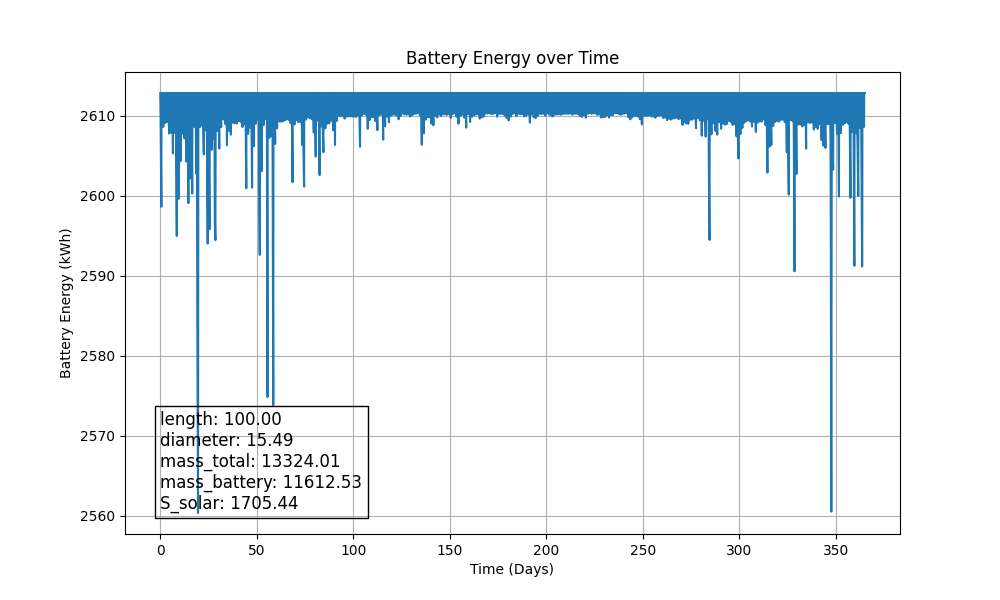 Battery Energy over Time
Battery Energy (kWh)
2610
2600
2590
2580
2570
2560
length: 100.00
diameter: 15.49
mass_total: 13324.01
mass_battery: 11612.53
S_solar: 1705.44
0 50 100 150 200 250 300 350
Time (Days)